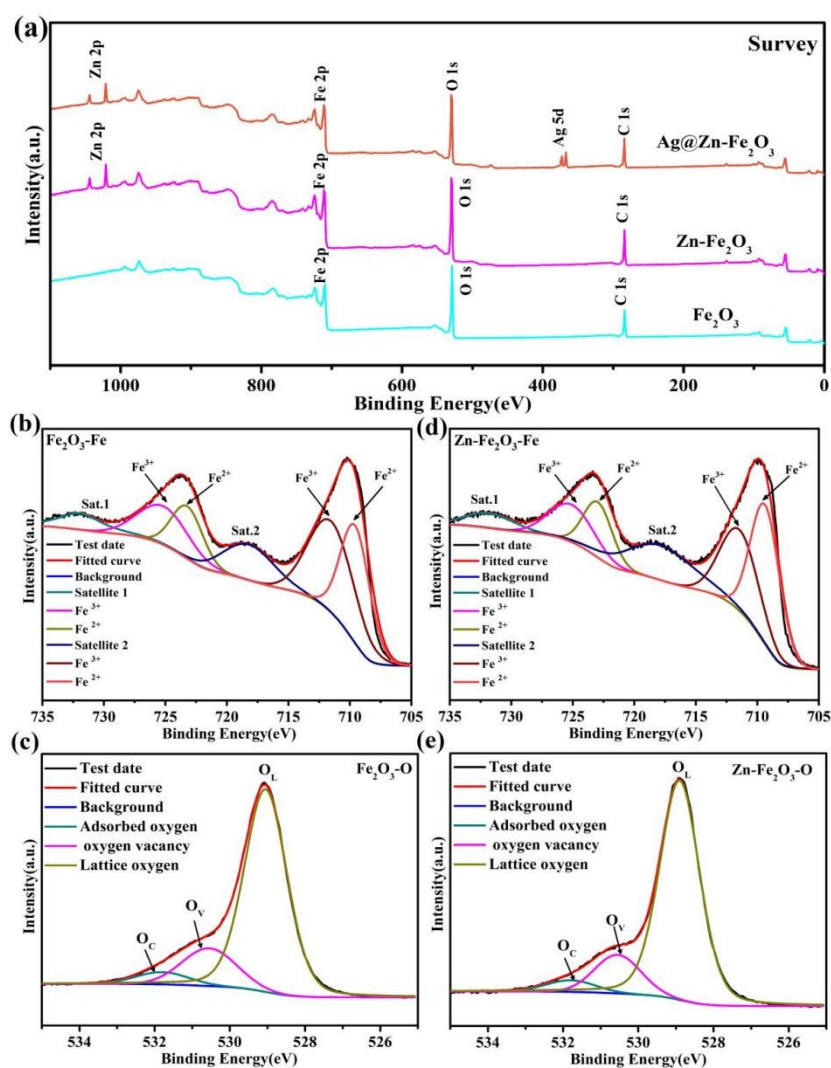 (a)
Survey
Zn 2p
Fe 2p
O 1s
Ag 5d
C 1s
Ag@Zn-Fe₂O₃
Zn 2p
Fe 2p
O 1s
C 1s
Zn-Fe₂O₃
Fe 2p
O 1s
C 1s
Fe₂O₃
Intensity(a.u.)
1000 800 600 400 200 0
Binding Energy(eV)
(b)
Fe₂O₃-Fe
Fe³⁺
Fe²⁺
Fe³⁺
Fe²⁺
Sat.1
Sat.2
Test date
Fitted curve
Background
Satellite 1
Fe ³⁺
Fe ²⁺
Satellite 2
Fe ³⁺
Fe ²⁺
Intensity(a.u.)
735 730 725 720 715 710 705
Binding Energy(eV)
(d)
Zn-Fe₂O₃-Fe
Fe³⁺
Fe²⁺
Fe³⁺
Fe²⁺
Sat.1
Sat.2
Test date
Fitted curve
Background
Satellite 1
Fe ³⁺
Fe ²⁺
Satellite 2
Fe ³⁺
Fe ²⁺
Intensity(a.u.)
735 730 725 720 715 710 705
Binding Energy(eV)
(c)
Fe₂O₃-O
O_L
Test date
Fitted curve
Background
Adsorbed oxygen
oxygen vacancy
Lattice oxygen
O_V
O_C
Intensity(a.u.)
534 532 530 528 526
Binding Energy(eV)
(e)
Zn-Fe₂O₃-O
O_L
Test date
Fitted curve
Background
Adsorbed oxygen
oxygen vacancy
Lattice oxygen
O_V
O_C
Intensity(a.u.)
534 532 530 528 526
Binding Energy(eV)